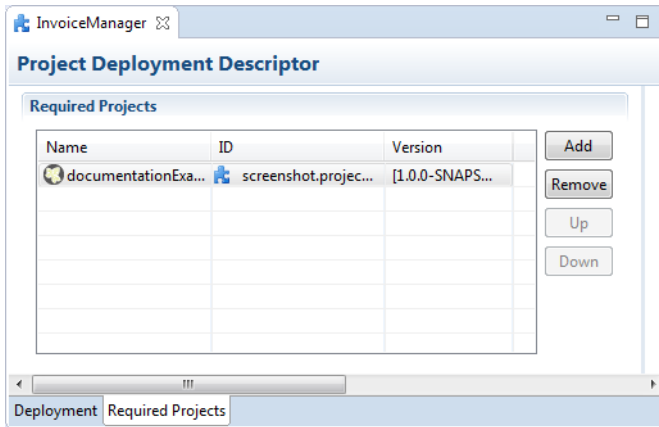 InvoiceManager
Project Deployment Descriptor
Required Projects
Name ID Version
documentationExa... screenshot.projec... [1.0.0-SNAPS...
Add
Remove
Up
Down
Deployment Required Projects